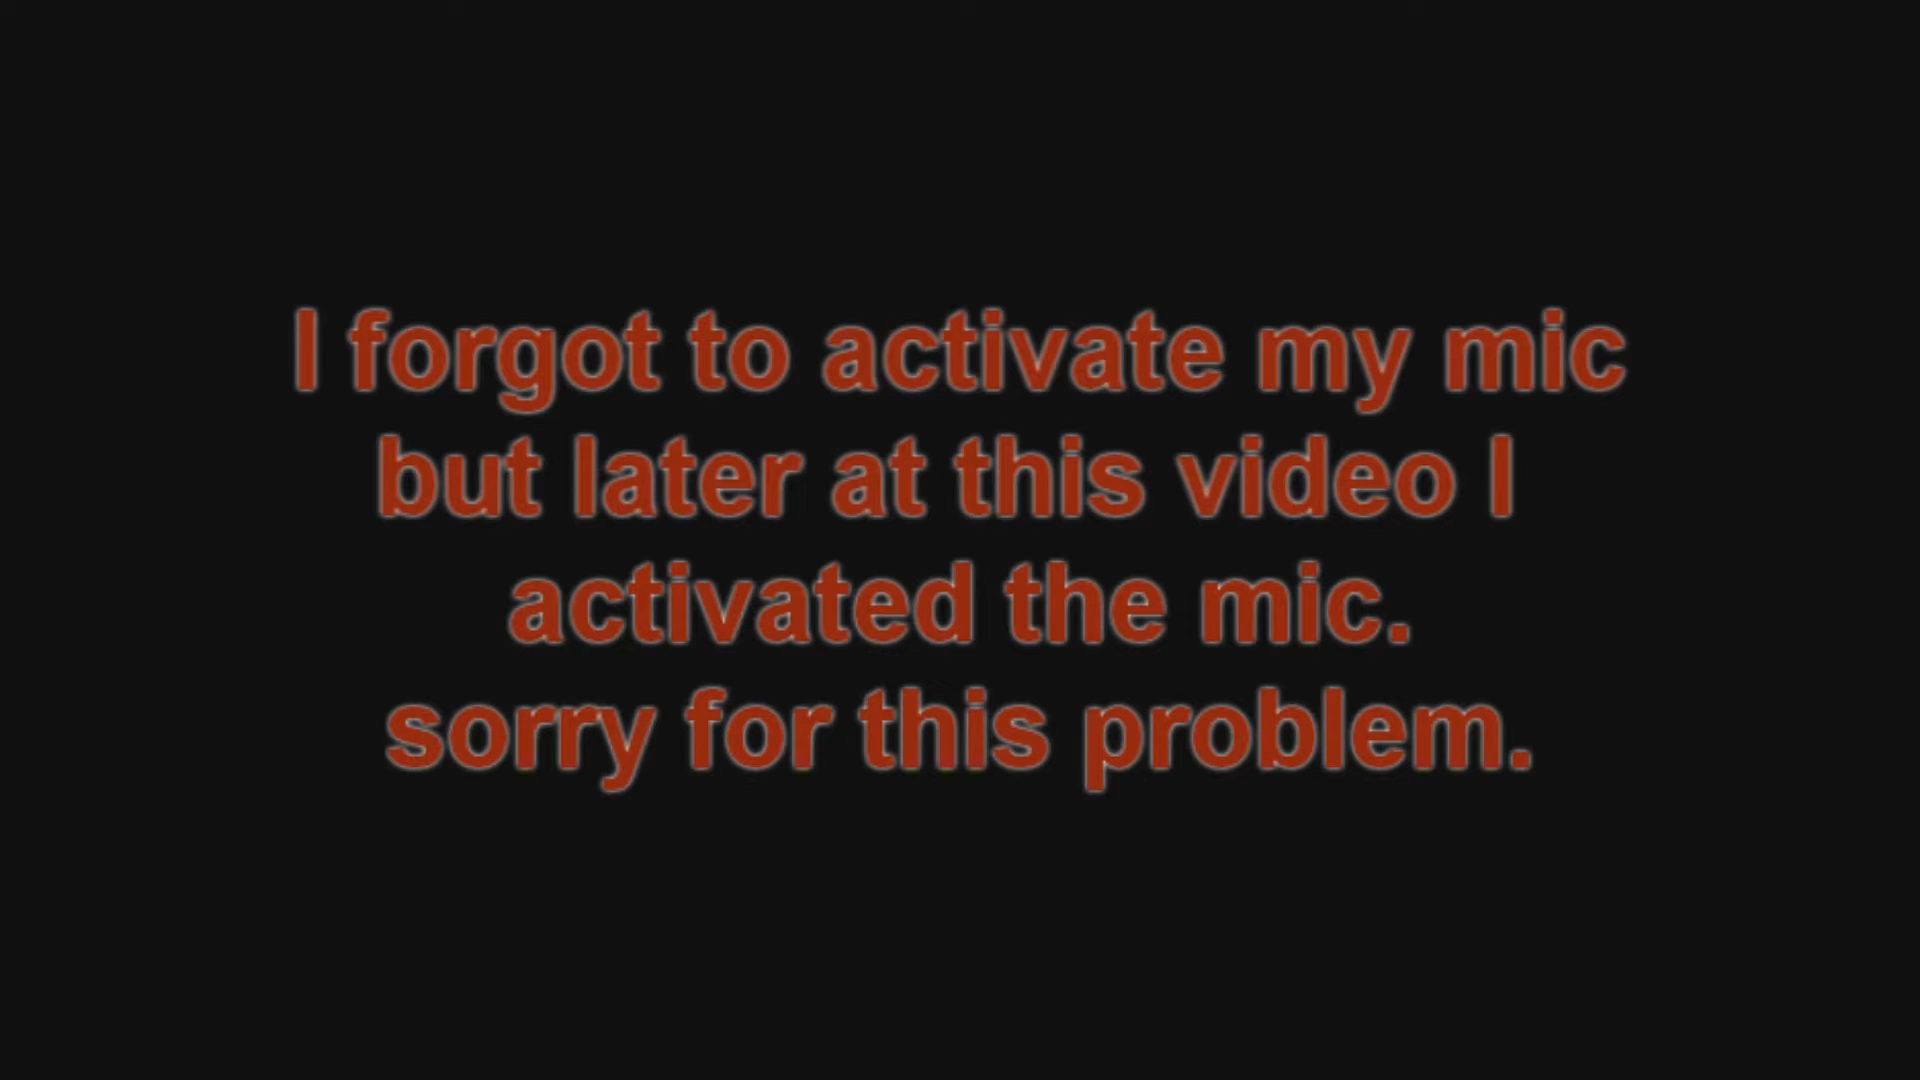 I forgot to activate my mic
but later at this video I
activated the mic.
sorry for this problem.